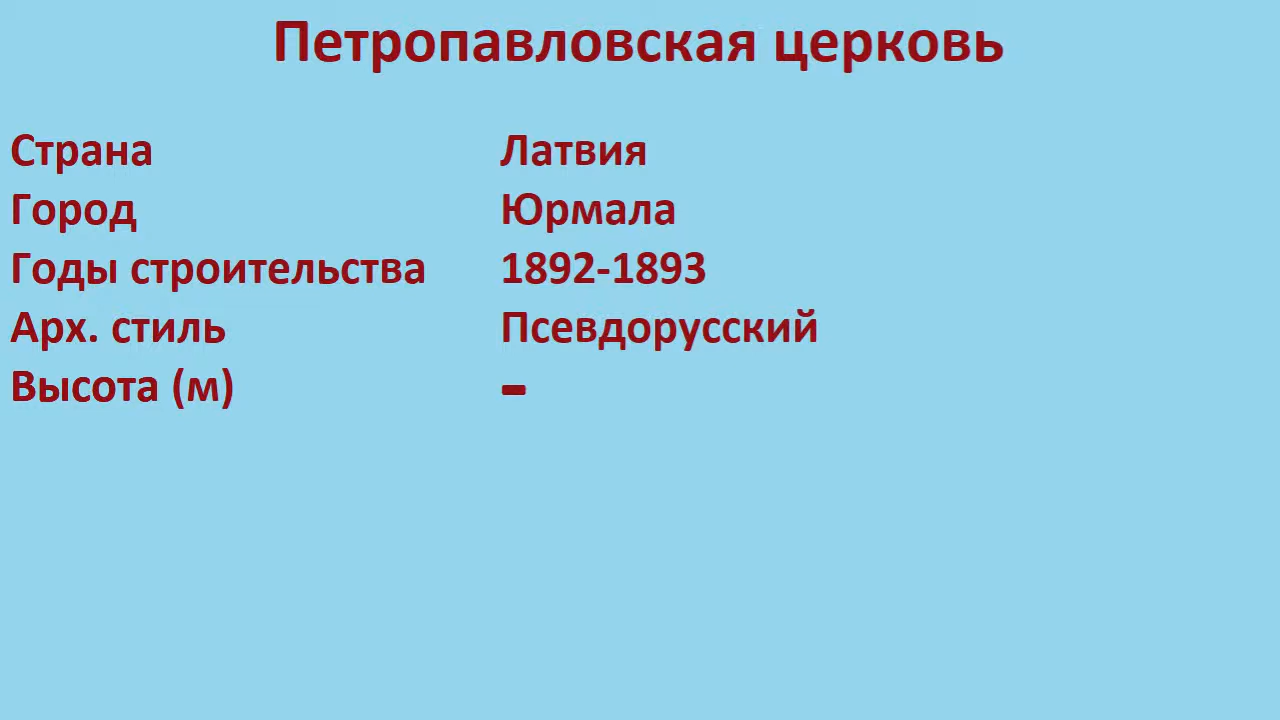 Петропавловская церковь
Страна Латвия
Город Юрмала
Годы строительства 1892-1893
Арх. стиль Псевдорусский
Высота (м) -